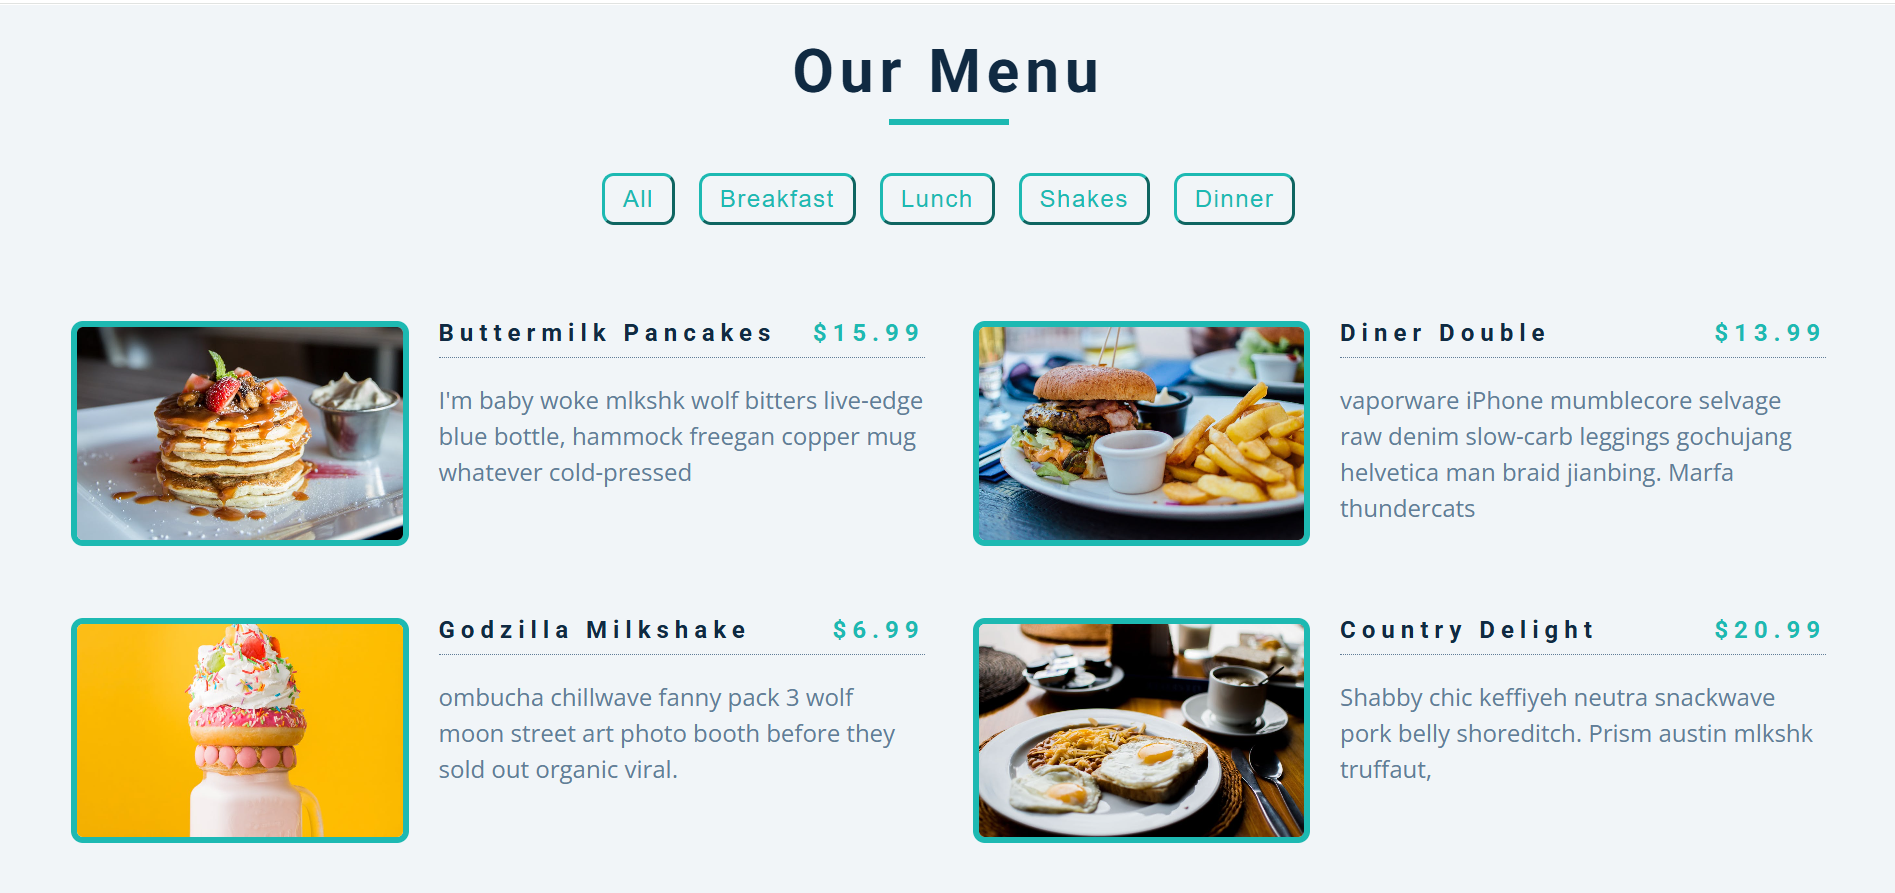 Our Menu
All Breakfast Lunch Shakes Dinner
Buttermilk Pancakes $15.99
I'm baby woke mlkshk wolf bitters live-edge
blue bottle, hammock freegan copper mug
whatever cold-pressed
Diner Double $13.99
vaporware iPhone mumblecore selvage
raw denim slow-carb leggings gochujang
helvetica man braid jianbing. Marfa
thundercats
Godzilla Milkshake $6.99
ombucha chillwave fanny pack 3 wolf
moon street art photo booth before they
sold out organic viral.
Country Delight $20.99
Shabby chic keffiyeh neutra snackwave
pork belly shoreditch. Prism austin mlkshk
truffaut,